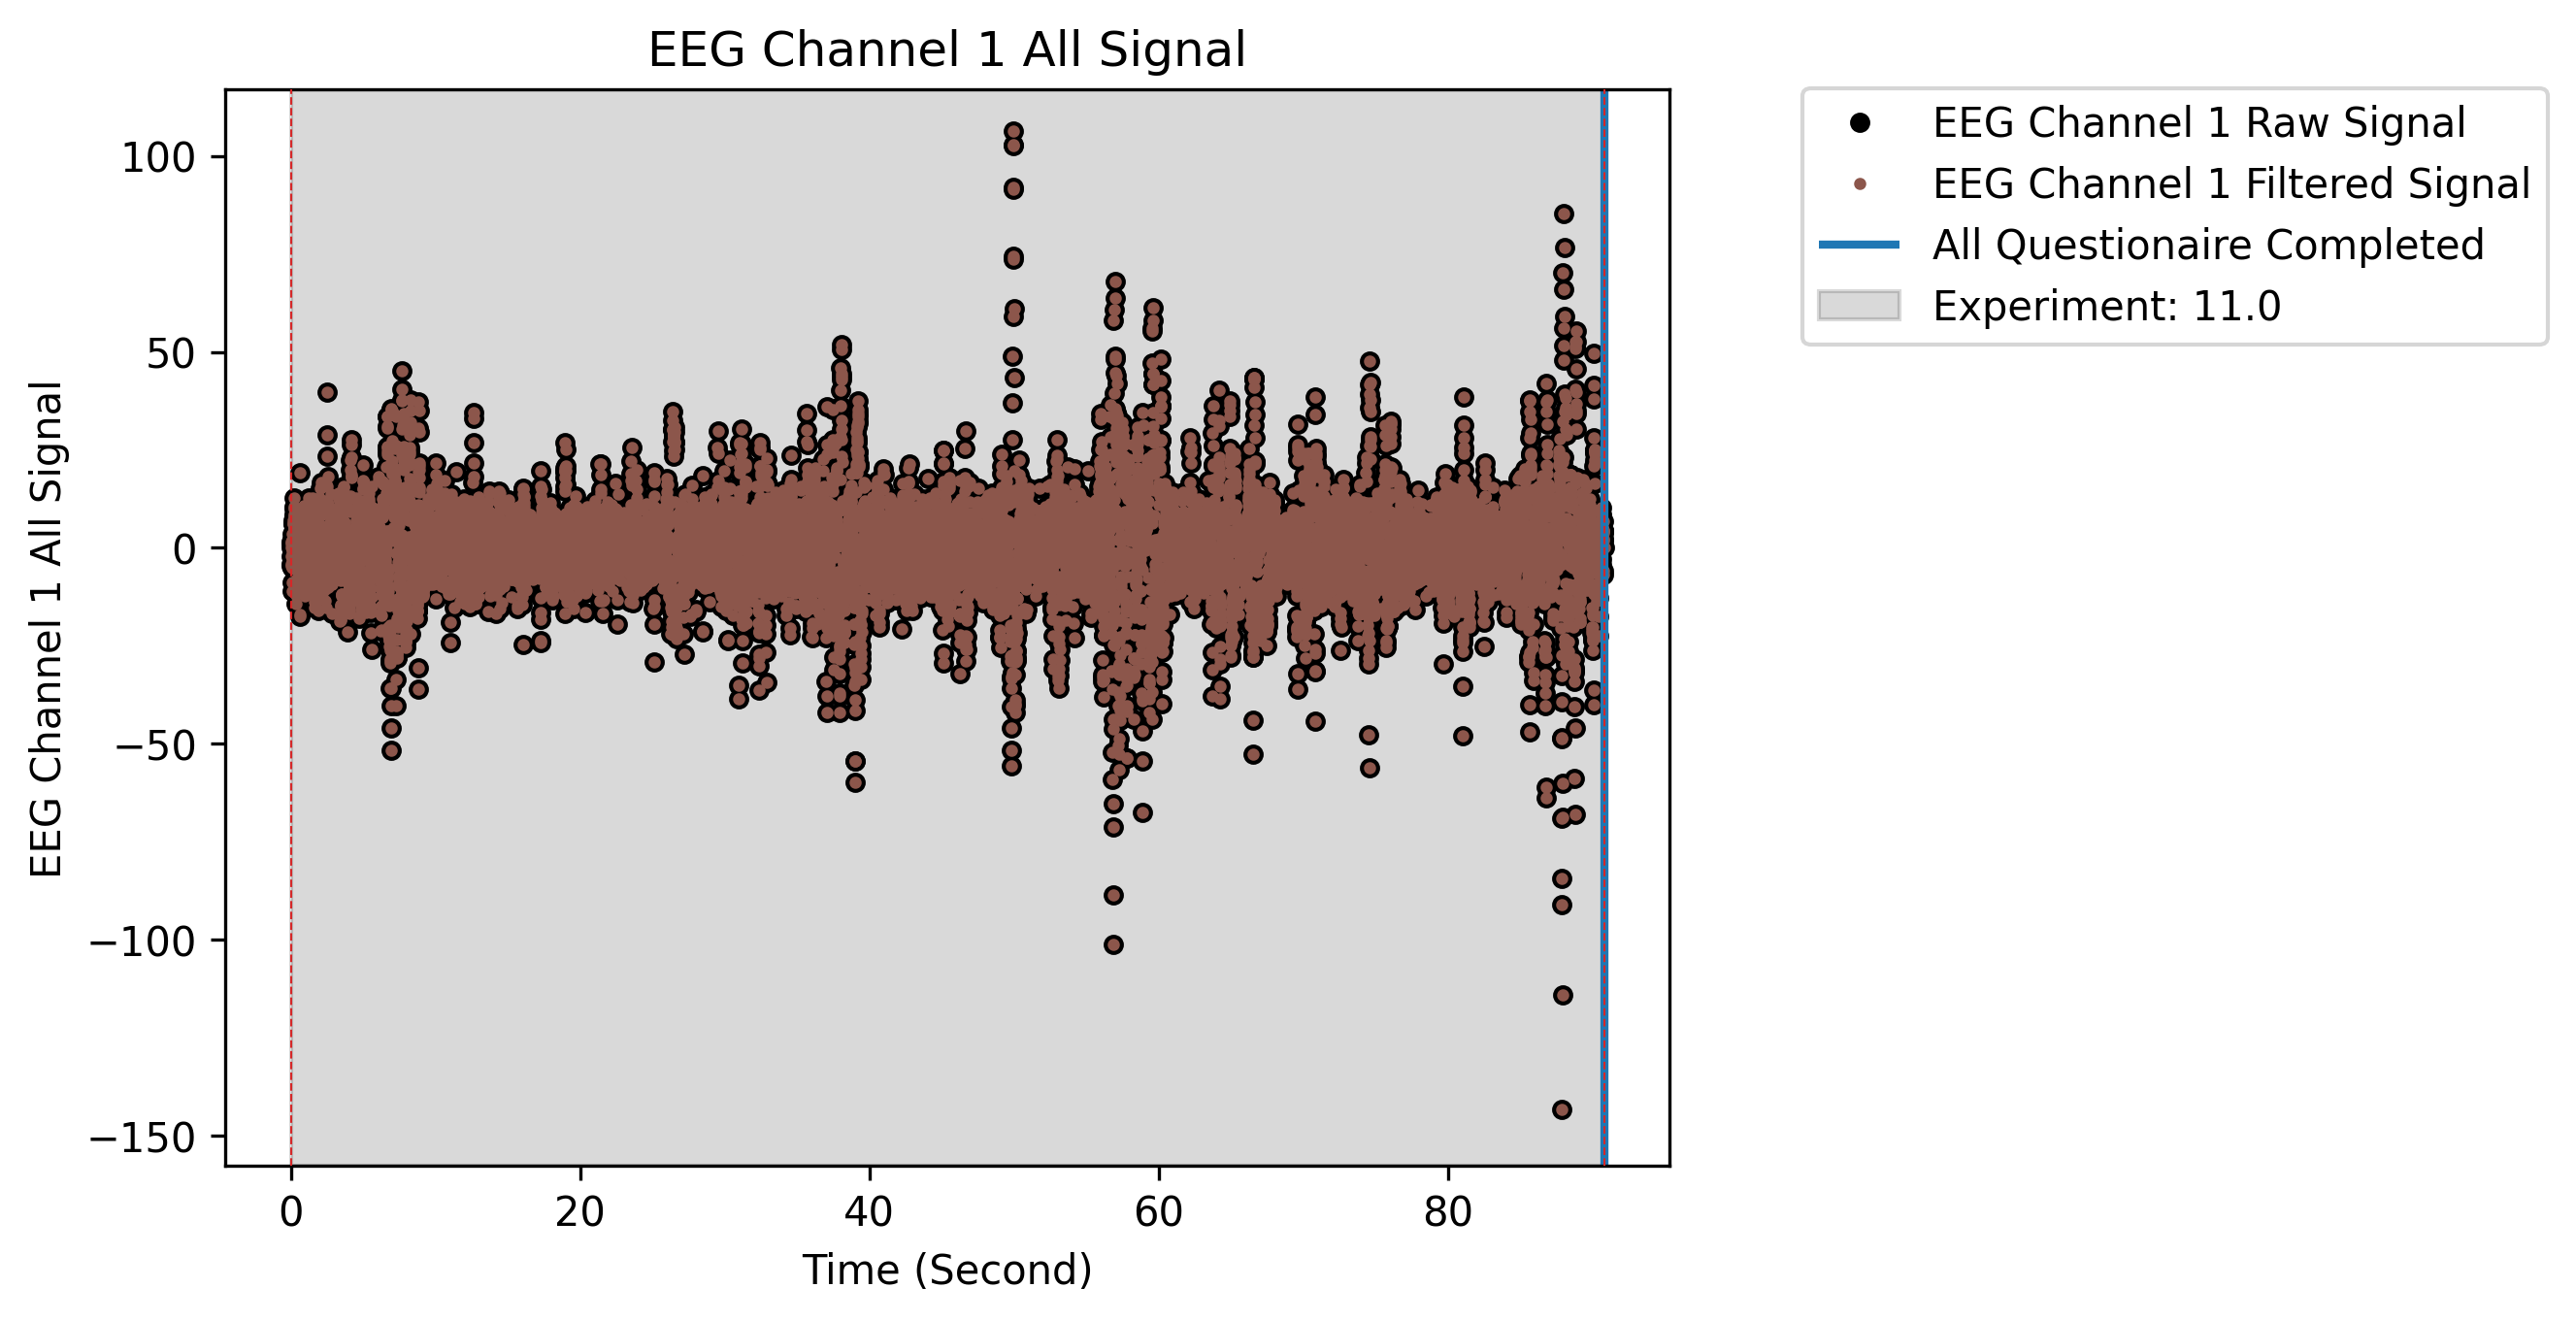 EEG Channel 1 All Signal
EEG Channel 1 All Signal
100
50
0
−50
−100
−150
0 20 40 60 80
Time (Second)
EEG Channel 1 Raw Signal
EEG Channel 1 Filtered Signal
All Questionaire Completed
Experiment: 11.0